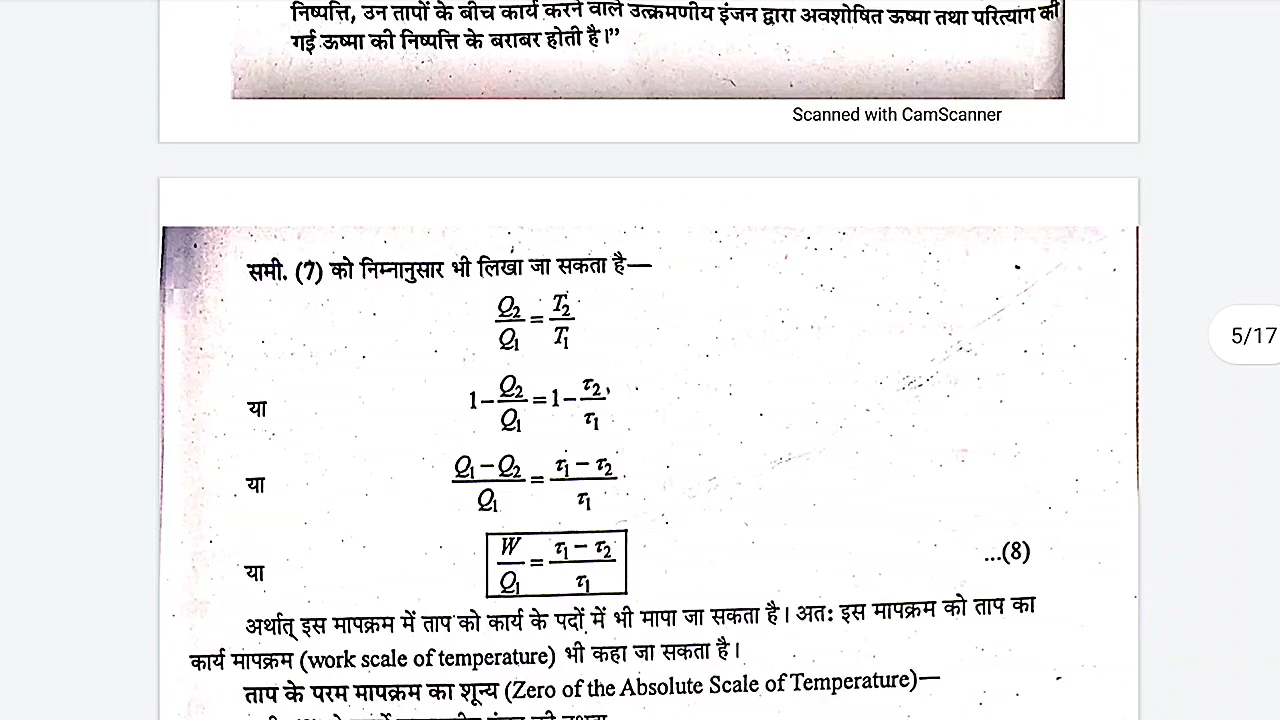 निष्पत्ति, उन तापों के बीच कार्य करने वाले उत्क्रमणीय इंजन द्वारा अवशोषित ऊष्मा तथा परित्याग की
गई ऊष्मा की निष्पत्ति के बराबर होती है।”
Scanned with CamScanner
5/17
समी. (7) को निम्नानुसार भी लिखा जा सकता है—
Q₂/Q₁ = T₂/T₁
या 1−Q₂/Q₁ = 1−τ₂/τ₁
या (Q₁−Q₂)/Q₁ = (τ₁−τ₂)/τ₁
या W/Q₁ = (τ₁−τ₂)/τ₁ ...(8)
अर्थात् इस मापक्रम में ताप को कार्य के पदों में भी मापा जा सकता है। अतः इस मापक्रम को ताप का
कार्य मापक्रम (work scale of temperature) भी कहा जा सकता है।
ताप के परम मापक्रम का शून्य (Zero of the Absolute Scale of Temperature)—